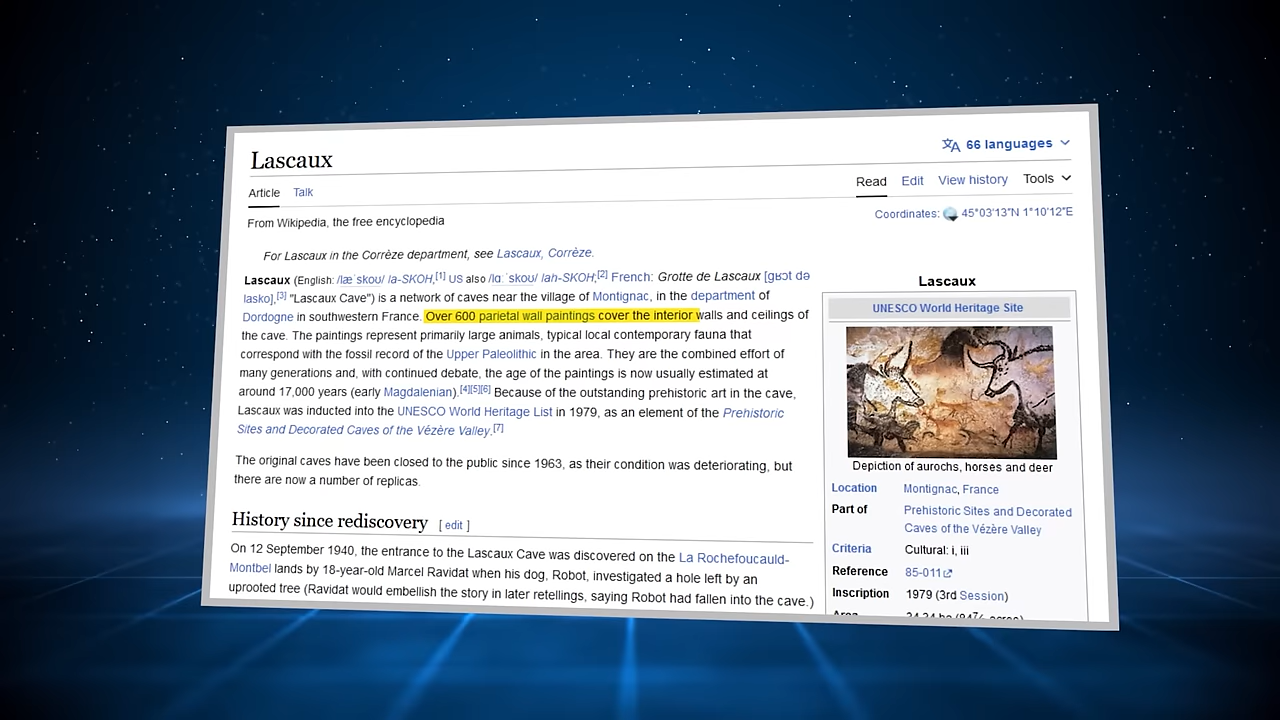 Lascaux
66 languages
Article Talk
Read Edit View history Tools
From Wikipedia, the free encyclopedia
Coordinates: 45°03′13″N 1°10′12″E
For Lascaux in the Corrèze department, see Lascaux, Corrèze.
Lascaux (English: /læˈskoʊ/ la-SKOH,[1] US also /lɑːˈskoʊ/ lah-SKOH;[2] French: Grotte de Lascaux [ɡʁɔt də
lasko],[3] "Lascaux Cave") is a network of caves near the village of Montignac, in the department of
Dordogne in southwestern France. Over 600 parietal wall paintings cover the interior walls and ceilings of
the cave. The paintings represent primarily large animals, typical local contemporary fauna that
correspond with the fossil record of the Upper Paleolithic in the area. They are the combined effort of
many generations and, with continued debate, the age of the paintings is now usually estimated at
around 17,000 years (early Magdalenian).[4][5][6] Because of the outstanding prehistoric art in the cave,
Lascaux was inducted into the UNESCO World Heritage List in 1979, as an element of the Prehistoric
Sites and Decorated Caves of the Vézère Valley.[7]
The original caves have been closed to the public since 1963, as their condition was deteriorating, but
there are now a number of replicas.
History since rediscovery [ edit ]
On 12 September 1940, the entrance to the Lascaux Cave was discovered on the La Rochefoucauld-
Montbel lands by 18-year-old Marcel Ravidat when his dog, Robot, investigated a hole left by an
uprooted tree (Ravidat would embellish the story in later retellings, saying Robot had fallen into the cave.)
Lascaux
UNESCO World Heritage Site
Depiction of aurochs, horses and deer
Location Montignac, France
Part of Prehistoric Sites and Decorated
Caves of the Vézère Valley
Criteria Cultural: i, iii
Reference 85-011
Inscription 1979 (3rd Session)